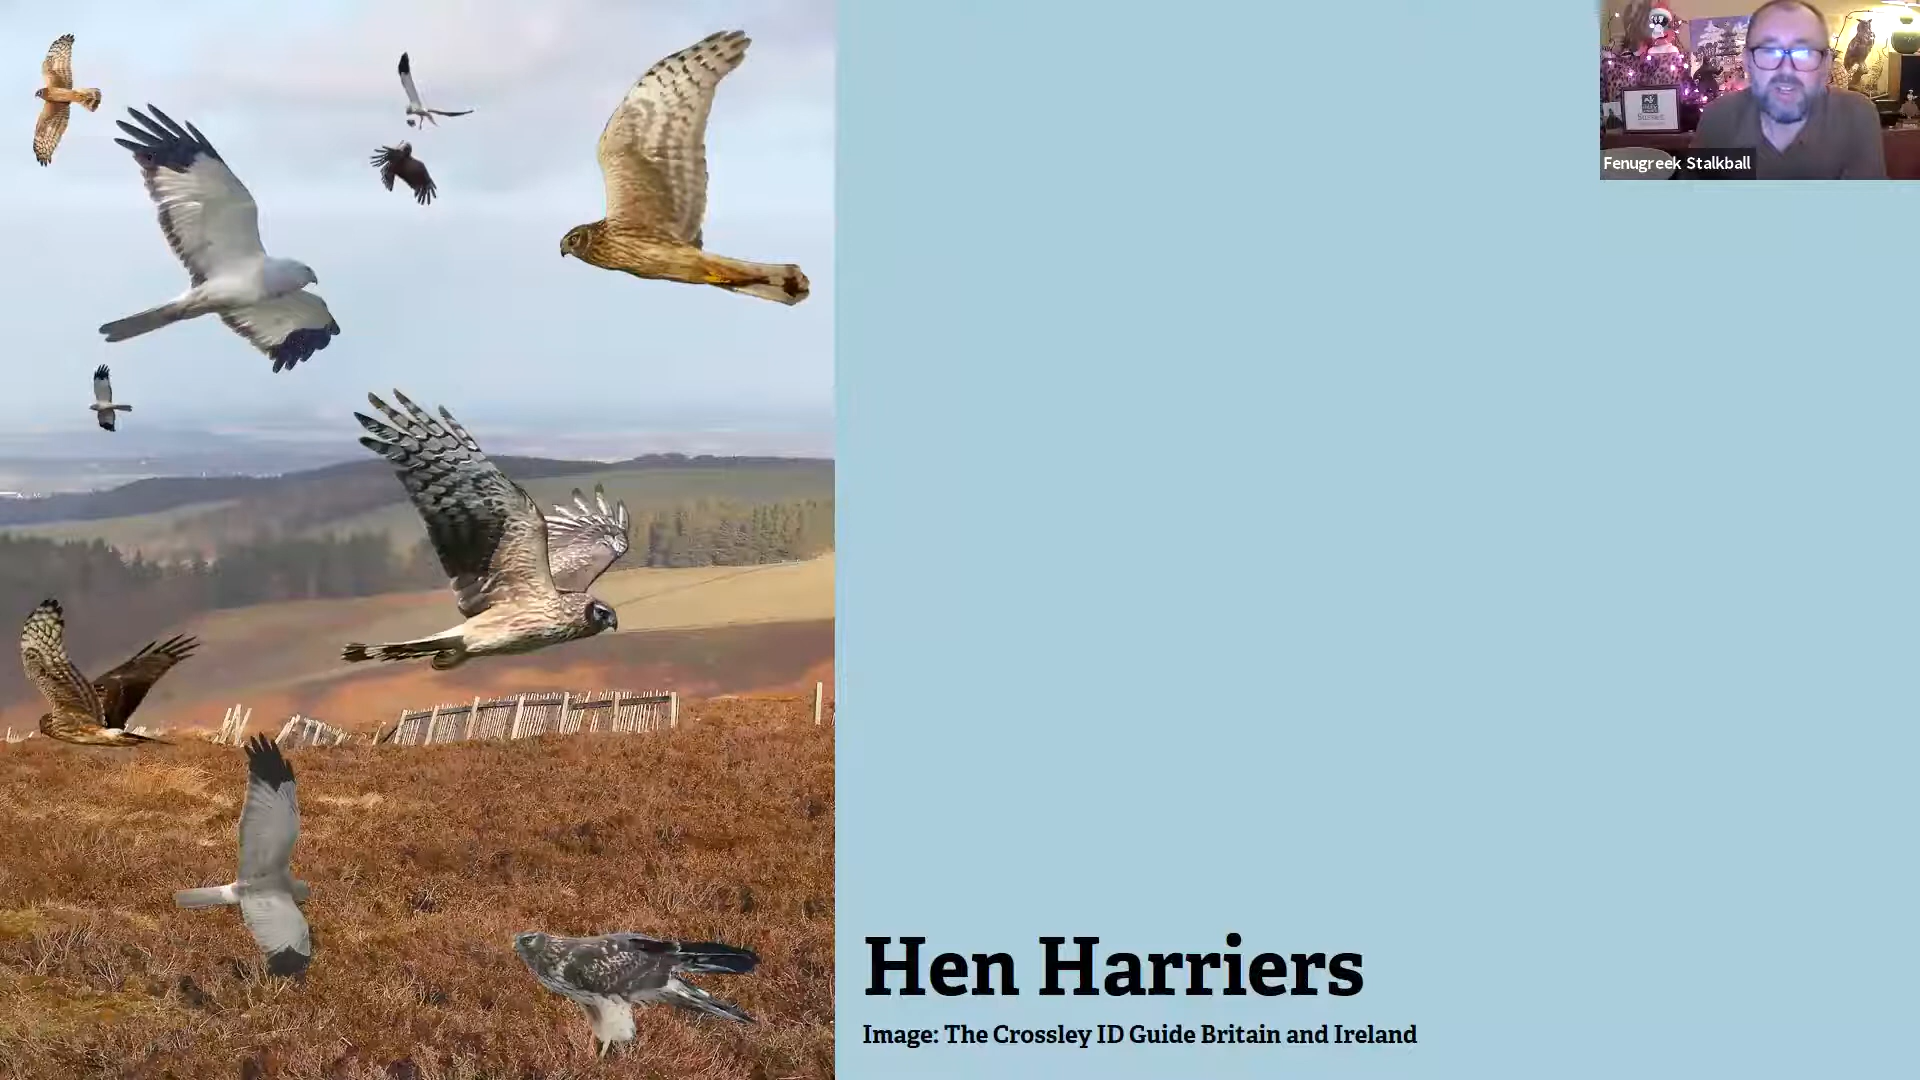 Fenugreek Stalkball
Hen Harriers
Image: The Crossley ID Guide Britain and Ireland